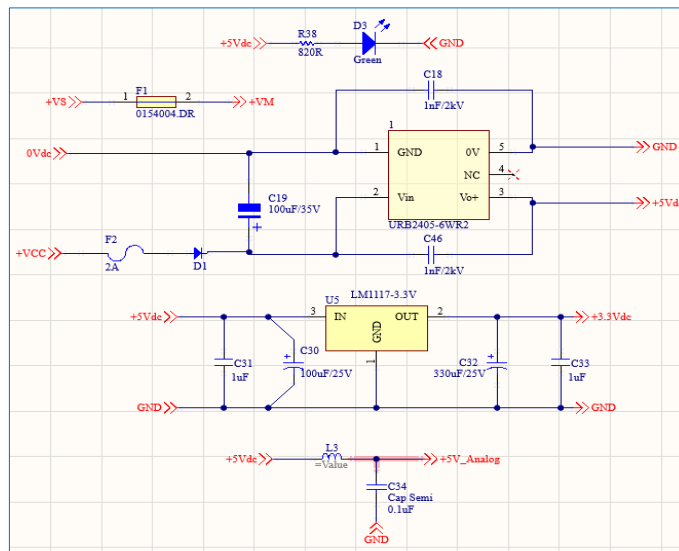 D3
R38
+5Vdc
GND
820R
Green
C18
F1
1
2
+VS
+VM
1nF/2kV
0154004.DR
1
0Vdc
1
GND
0V
5
GND
NC
4
C19
2
Vin
Vo+
3
100uF/35V
+5Vd
URB2405-6WR2
+
F2
C46
+VCC
2A
D1
1nF/2kV
U5
LM1117-3.3V
+5Vdc
3
IN
OUT
2
+3.3Vdc
GND
C31
+
C30
1
+
C32
C33
1uF
100uF/25V
330uF/25V
1uF
GND
GND
L3
+5Vdc
+5V_Analog
=Value
C34
Cap Semi
0.1uF
GND